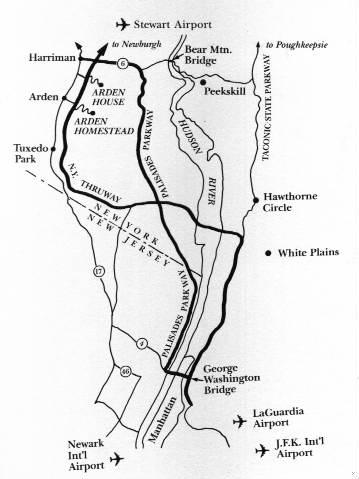 Stewart Airport
to Newburgh
to Poughkeepsie
Harriman
6
Bear Mtn.
Bridge
Peekskill
ARDEN
HOUSE
Arden
ARDEN
HOMESTEAD
PALISADES PARKWAY
HUDSON
RIVER
TACONIC STATE PARKWAY
Tuxedo
Park
N.Y. THRUWAY
Hawthorne
Circle
NEW YORK
NEW JERSEY
White Plains
17
PALISADES PARKWAY
4
46
George
Washington
Bridge
Manhattan
LaGuardia
Airport
Newark
Int'l
Airport
J.F.K. Int'l
Airport